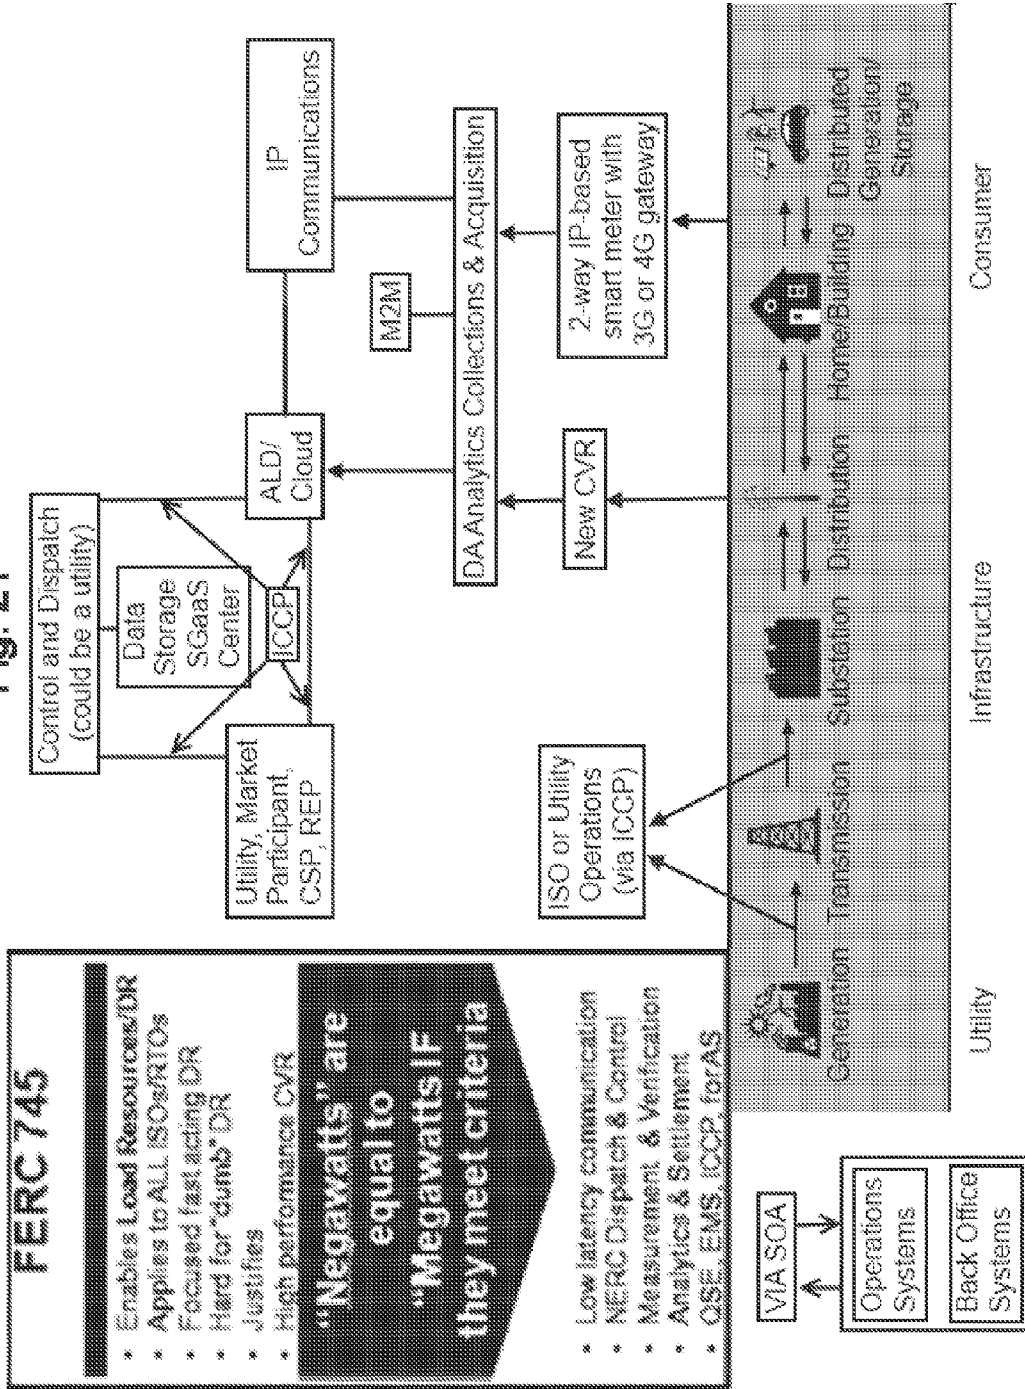 Fig. 21
FERC 745
• Enables Load Resources/DR
• Applies to ALL ISOs/RTOs
• Focused fast acting DR
• Hard for "dumb" DR
• Justifies
• High performance CVR
"Negawatts" are
equal to
"Megawatts IF
they meet criteria
• Low latency communication
• NERC Dispatch & Control
• Measurement & Verification
• Analytics & Settlement
• QSE, EMS, ICCP, for AS
Control and Dispatch
(could be a utility)
Data
Storage
SGaaS
Center
ICCP
Utility, Market
Participant,
CSP, REP
ALD/
Cloud
IP
Communications
M2M
DA Analytics Collections & Acquisition
ISO or Utility
Operations
(via ICCP)
New CVR
2-way IP-based
smart meter with
3G or 4G gateway
Generation
Transmission
Substation
Distribution
Home/Building
Distributed
Generation/
Storage
Utility
Infrastructure
Consumer
VIA SOA
Operations
Systems
Back Office
Systems